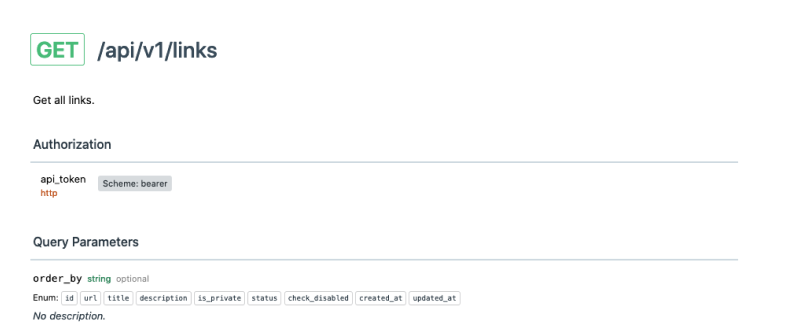 GET /api/v1/links
Get all links.
Authorization
api_token Scheme: bearer
http
Query Parameters
order_by string optional
Enum: id url title description is_private status check_disabled created_at updated_at
No description.